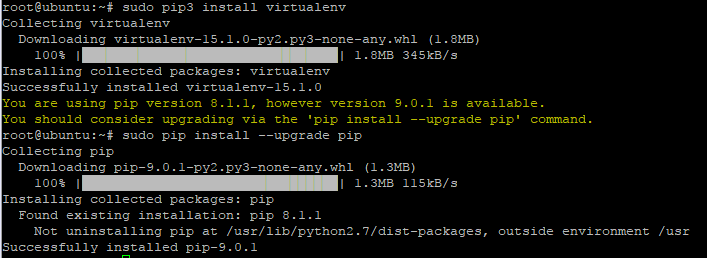 root@ubuntu:~# sudo pip3 install virtualenv
Collecting virtualenv
  Downloading virtualenv-15.1.0-py2.py3-none-any.whl (1.8MB)
    100% |████████████████████████████████| 1.8MB 345kB/s
Installing collected packages: virtualenv
Successfully installed virtualenv-15.1.0
You are using pip version 8.1.1, however version 9.0.1 is available.
You should consider upgrading via the 'pip install --upgrade pip' command.
root@ubuntu:~# sudo pip install --upgrade pip
Collecting pip
  Downloading pip-9.0.1-py2.py3-none-any.whl (1.3MB)
    100% |████████████████████████████████| 1.3MB 115kB/s
Installing collected packages: pip
  Found existing installation: pip 8.1.1
    Not uninstalling pip at /usr/lib/python2.7/dist-packages, outside environment /usr
Successfully installed pip-9.0.1